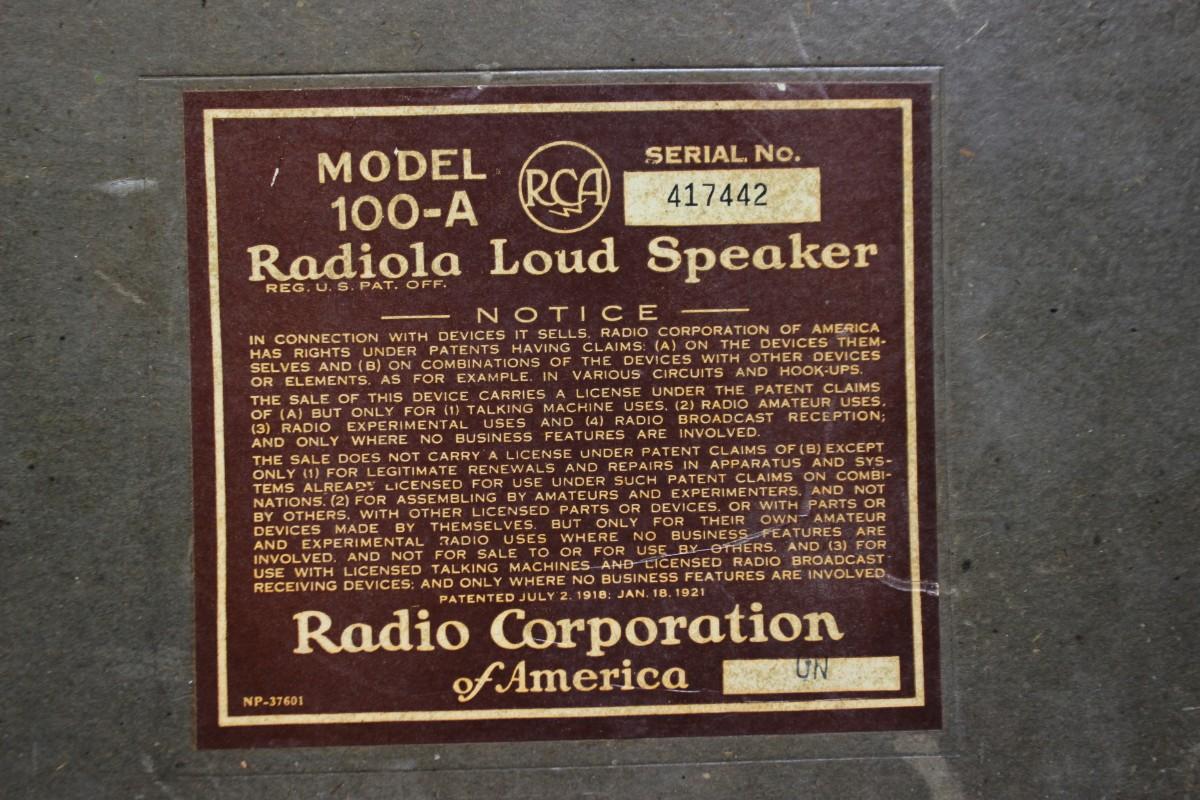 MODEL
100-A
RCA
SERIAL No.
417442
Radiola Loud Speaker
REG. U. S. PAT. OFF.
NOTICE
IN CONNECTION WITH DEVICES IT SELLS, RADIO CORPORATION OF AMERICA
HAS RIGHTS UNDER PATENTS HAVING CLAIMS: (A) ON THE DEVICES THEM-
SELVES AND (B) ON COMBINATIONS OF THE DEVICES WITH OTHER DEVICES
OR ELEMENTS, AS FOR EXAMPLE, IN VARIOUS CIRCUITS AND HOOK-UPS.
THE SALE OF THIS DEVICE CARRIES A LICENSE UNDER THE PATENT CLAIMS
OF (A) BUT ONLY FOR (1) TALKING MACHINE USES, (2) RADIO AMATEUR USES,
(3) RADIO EXPERIMENTAL USES AND (4) RADIO BROADCAST RECEPTION;
AND ONLY WHERE NO BUSINESS FEATURES ARE INVOLVED.
THE SALE DOES NOT CARRY A LICENSE UNDER PATENT CLAIMS OF (B) EXCEPT
ONLY (1) FOR LEGITIMATE RENEWALS AND REPAIRS IN APPARATUS AND SYS-
TEMS ALREADY LICENSED FOR USE UNDER SUCH PATENT CLAIMS ON COMBI-
NATIONS, (2) FOR ASSEMBLING BY AMATEURS AND EXPERIMENTERS, AND NOT
BY OTHERS, WITH OTHER LICENSED PARTS OR DEVICES, OR WITH PARTS OR
DEVICES MADE BY THEMSELVES, BUT ONLY FOR THEIR OWN AMATEUR
AND EXPERIMENTAL RADIO USES WHERE NO BUSINESS FEATURES ARE
INVOLVED, AND NOT FOR SALE TO OR FOR USE BY OTHERS, AND (3) FOR
USE WITH LICENSED TALKING MACHINES AND LICENSED RADIO BROADCAST
RECEIVING DEVICES; AND ONLY WHERE NO BUSINESS FEATURES ARE INVOLVED
PATENTED JULY 2, 1918; JAN. 18, 1921
Radio Corporation
of America
UN
NP-37601